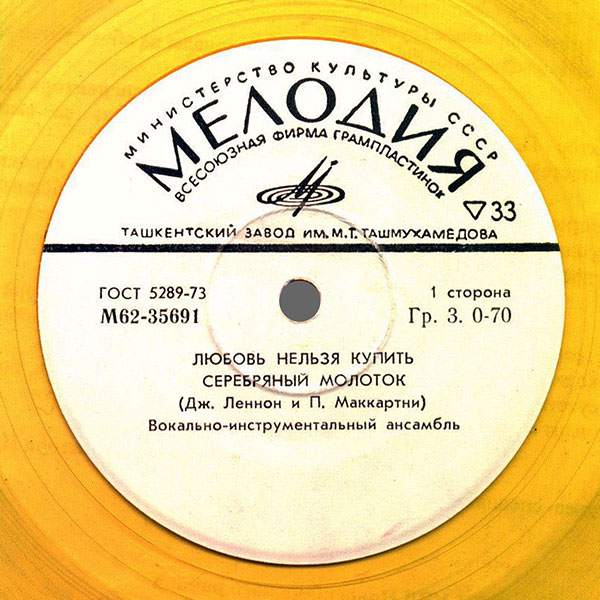 МИНИСТЕРСТВО КУЛЬТУРЫ СССР
МЕЛОДИЯ
ВСЕСОЮЗНАЯ ФИРМА ГРАМПЛАСТИНОК
▽33
ТАШКЕНТСКИЙ ЗАВОД ИМ. М.Т. ТАШМУХАМЕДОВА
ГОСТ 5289-73
1 сторона
М62-35691
Гр. 3. 0-70
ЛЮБОВЬ НЕЛЬЗЯ КУПИТЬ
СЕРЕБРЯНЫЙ МОЛОТОК
(Дж. Леннон и П. Маккартни)
Вокально-инструментальный ансамбль